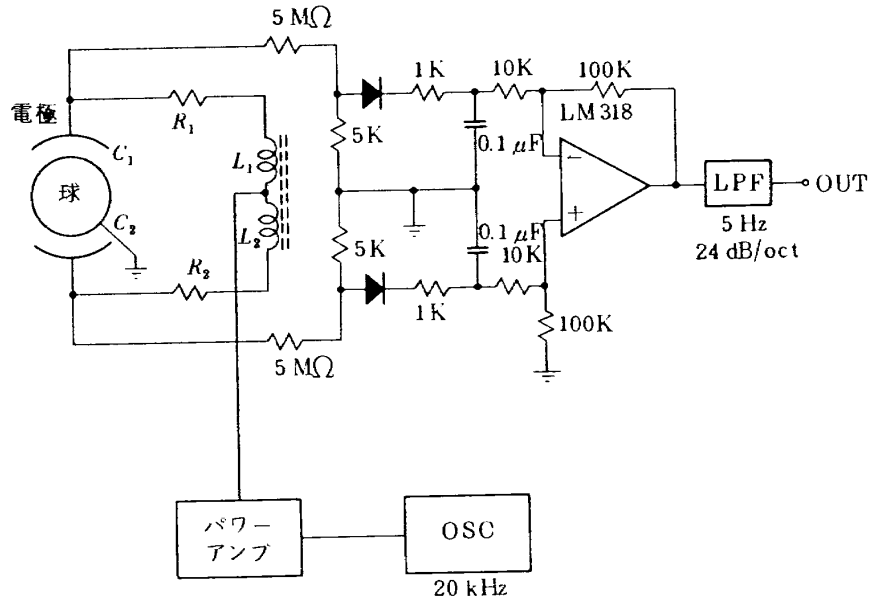 5 MΩ
1K
10K
100K
LM318
電極
R₁
C₁
L₁
5K
0.1 μF
球
−
LPF
OUT
C₂
L₂
+
5 Hz
24 dB/oct
5K
0.1 μF
10K
R₂
1K
100K
5 MΩ
パワー
アンプ
OSC
20 kHz